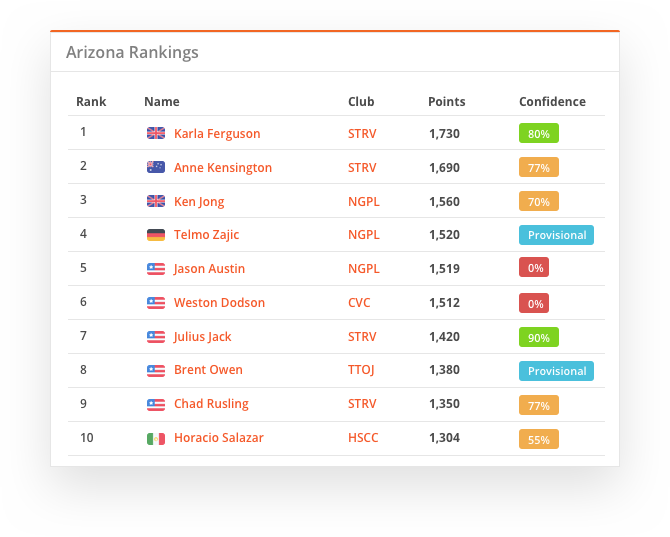 Arizona Rankings
Rank Name Club Points Confidence
1 Karla Ferguson STRV 1,730 80%
2 Anne Kensington STRV 1,690 77%
3 Ken Jong NGPL 1,560 70%
4 Telmo Zajic NGPL 1,520 Provisional
5 Jason Austin NGPL 1,519 0%
6 Weston Dodson CVC 1,512 0%
7 Julius Jack STRV 1,420 90%
8 Brent Owen TTOJ 1,380 Provisional
9 Chad Rusling STRV 1,350 77%
10 Horacio Salazar HSCC 1,304 55%